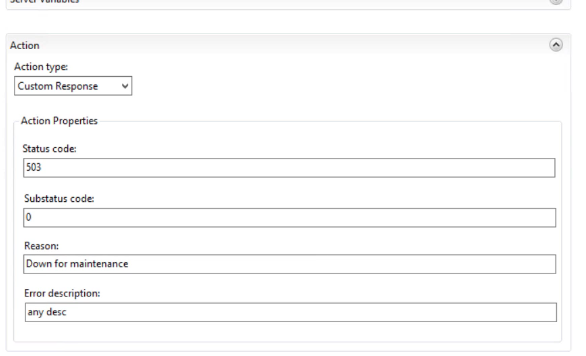 Server Variables
Action
Action type:
Custom Response
Action Properties
Status code:
503
Substatus code:
0
Reason:
Down for maintenance
Error description:
any desc